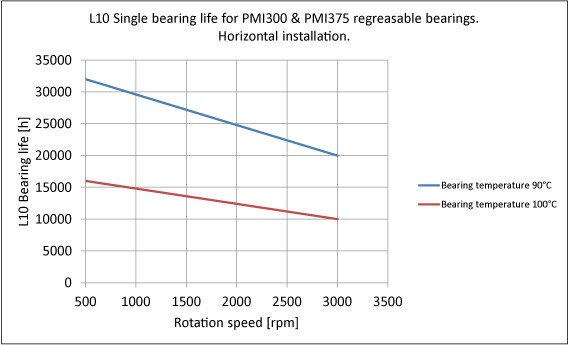 L10 Single bearing life for PMI300 & PMI375 regreasable bearings.
Horizontal installation.
35000
30000
25000
20000
15000
10000
5000
0
L10 Bearing life [h]
500 1000 1500 2000 2500 3000 3500
Rotation speed [rpm]
Bearing temperature 90°C
Bearing temperature 100°C